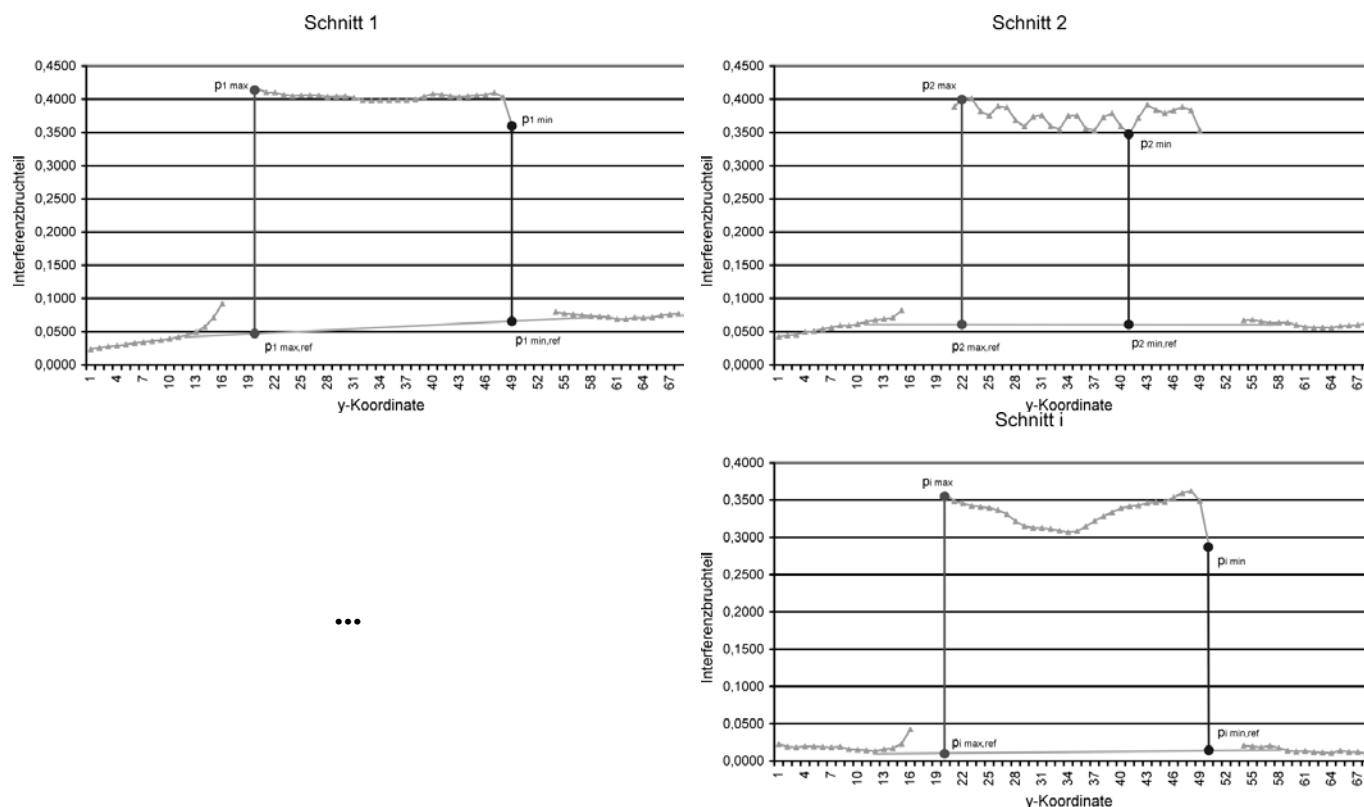 Schnitt 1
0,4500
0,4000
0,3500
0,3000
0,2500
0,2000
0,1500
0,1000
0,0500
0,0000
Interferenzbruchteil
p1 max
p1 min
p1 max,ref
p1 min,ref
1 4 7 10 13 16 19 22 25 28 31 34 37 40 43 46 49 52 55 58 61 64 67
y-Koordinate
Schnitt 2
0,4500
0,4000
0,3500
0,3000
0,2500
0,2000
0,1500
0,1000
0,0500
0,0000
Interferenzbruchteil
p2 max
p2 min
p2 max,ref
p2 min,ref
1 4 7 10 13 16 19 22 25 28 31 34 37 40 43 46 49 52 55 58 61 64 67
y-Koordinate
...
Schnitt i
0,4000
0,3500
0,3000
0,2500
0,2000
0,1500
0,1000
0,0500
0,0000
Interferenzbruchteil
pi max
pi min
pi max,ref
pi min,ref
1 4 7 10 13 16 19 22 25 28 31 34 37 40 43 46 49 52 55 58 61 64 67
y-Koordinate